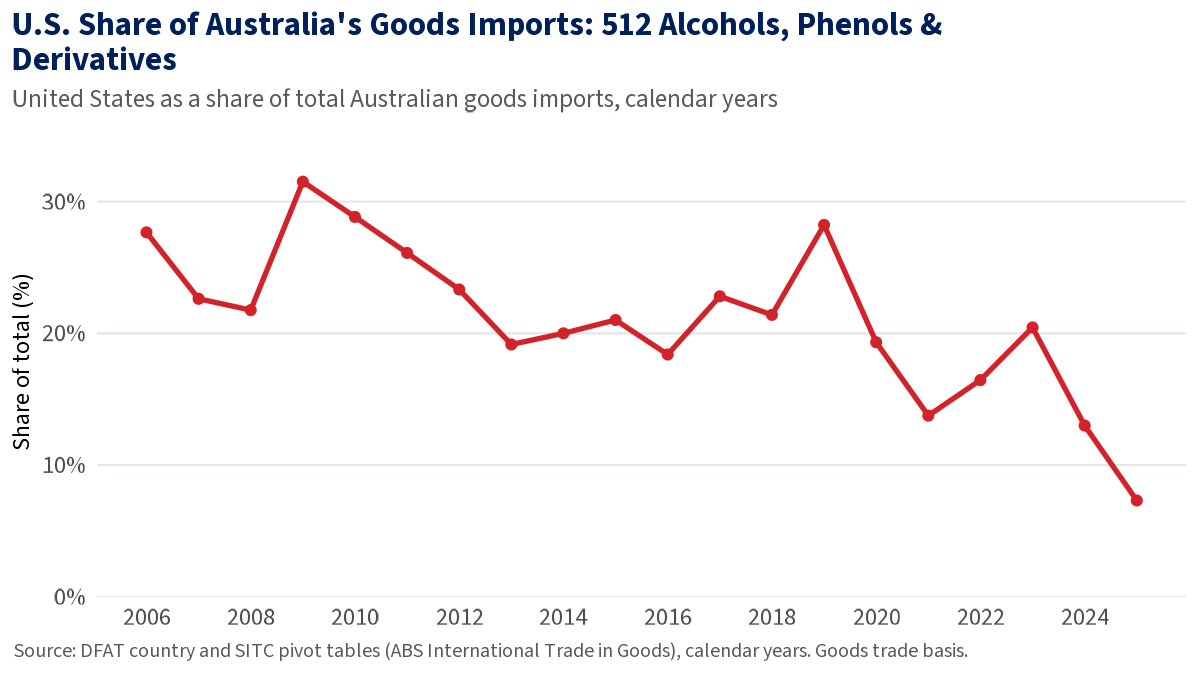 U.S. Share of Australia's Goods Imports: 512 Alcohols, Phenols &
Derivatives
United States as a share of total Australian goods imports, calendar years
Share of total (%)
30%
20%
10%
0%
2006 2008 2010 2012 2014 2016 2018 2020 2022 2024
Source: DFAT country and SITC pivot tables (ABS International Trade in Goods), calendar years. Goods trade basis.